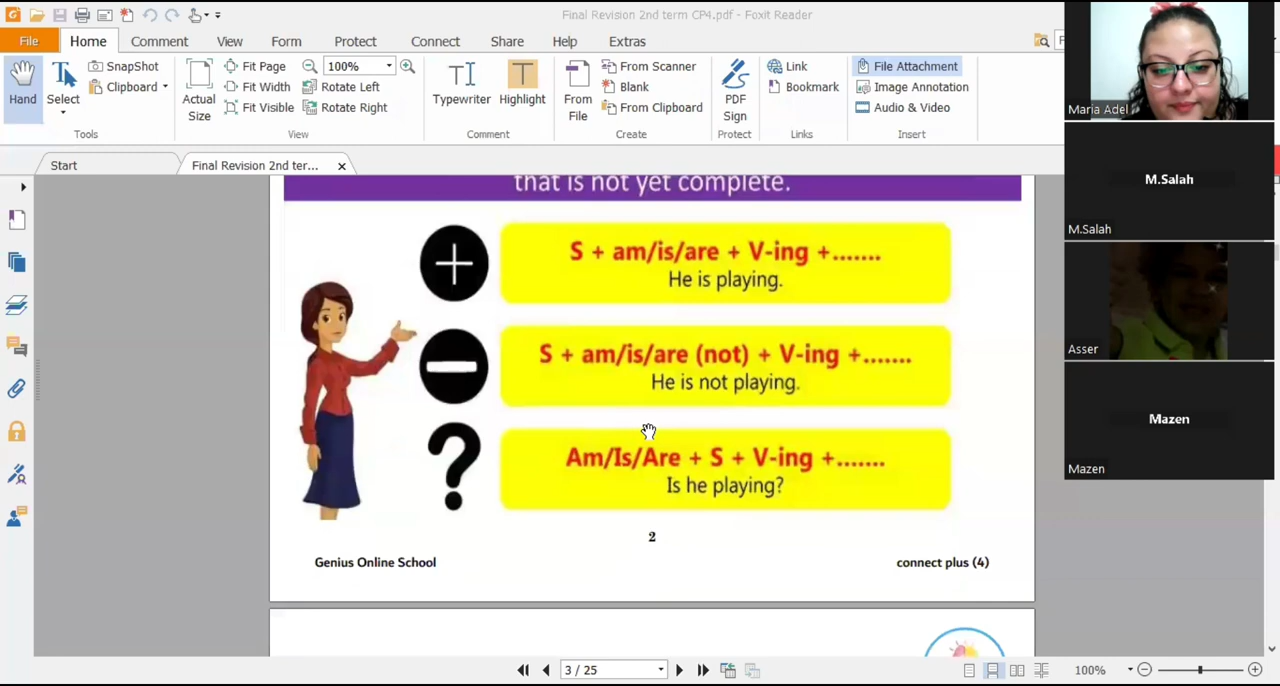 Final Revision 2nd term CP4.pdf - Foxit Reader
File
Home
Comment
View
Form
Protect
Connect
Share
Help
Extras
Hand
Select
SnapShot
Clipboard
Tools
Actual
Size
Fit Page
Fit Width
Fit Visible
100%
Rotate Left
Rotate Right
View
Typewriter
Highlight
Comment
From
File
From Scanner
Blank
From Clipboard
Create
PDF
Sign
Protect
Link
Bookmark
Links
File Attachment
Image Annotation
Audio & Video
Insert
Start
Final Revision 2nd ter...
that is not yet complete.
S + am/is/are + V-ing +.......
He is playing.
S + am/is/are (not) + V-ing +.......
He is not playing.
Am/Is/Are + S + V-ing +.......
Is he playing?
2
Genius Online School
connect plus (4)
3 / 25
100%
Maria Adel
M.Salah
M.Salah
Asser
Mazen
Mazen